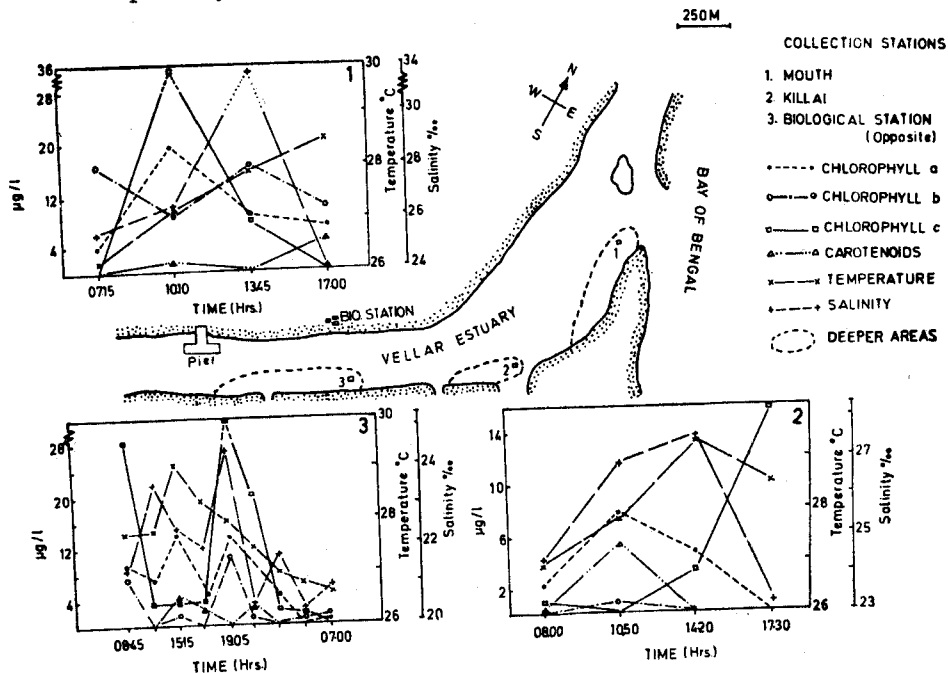 250M
COLLECTION STATIONS
1. MOUTH
2 KILLAI
3. BIOLOGICAL STATION
(Opposite)
CHLOROPHYLL a
CHLOROPHYLL b
CHLOROPHYLL c
CAROTENOIDS
TEMPERATURE
SALINITY
DEEPER AREAS
N
W
E
S
BAY OF BENGAL
VELLAR ESTUARY
BIO. STATION
Pier
1
2
3
1
36
28
20
12
4
µg/l
30
28
26
Temperature °C
34
30
28
26
24
Salinity ‰
0715
1010
1345
1700
TIME (Hrs.)
3
28
20
12
4
µg/l
30
28
26
Temperature °C
24
22
20
Salinity ‰
0845
1515
1905
0700
TIME (Hrs.)
2
14
10
6
2
µg/l
28
26
Temperature °C
27
25
23
Salinity ‰
0800
1050
1420
1730
TIME (Hrs.)